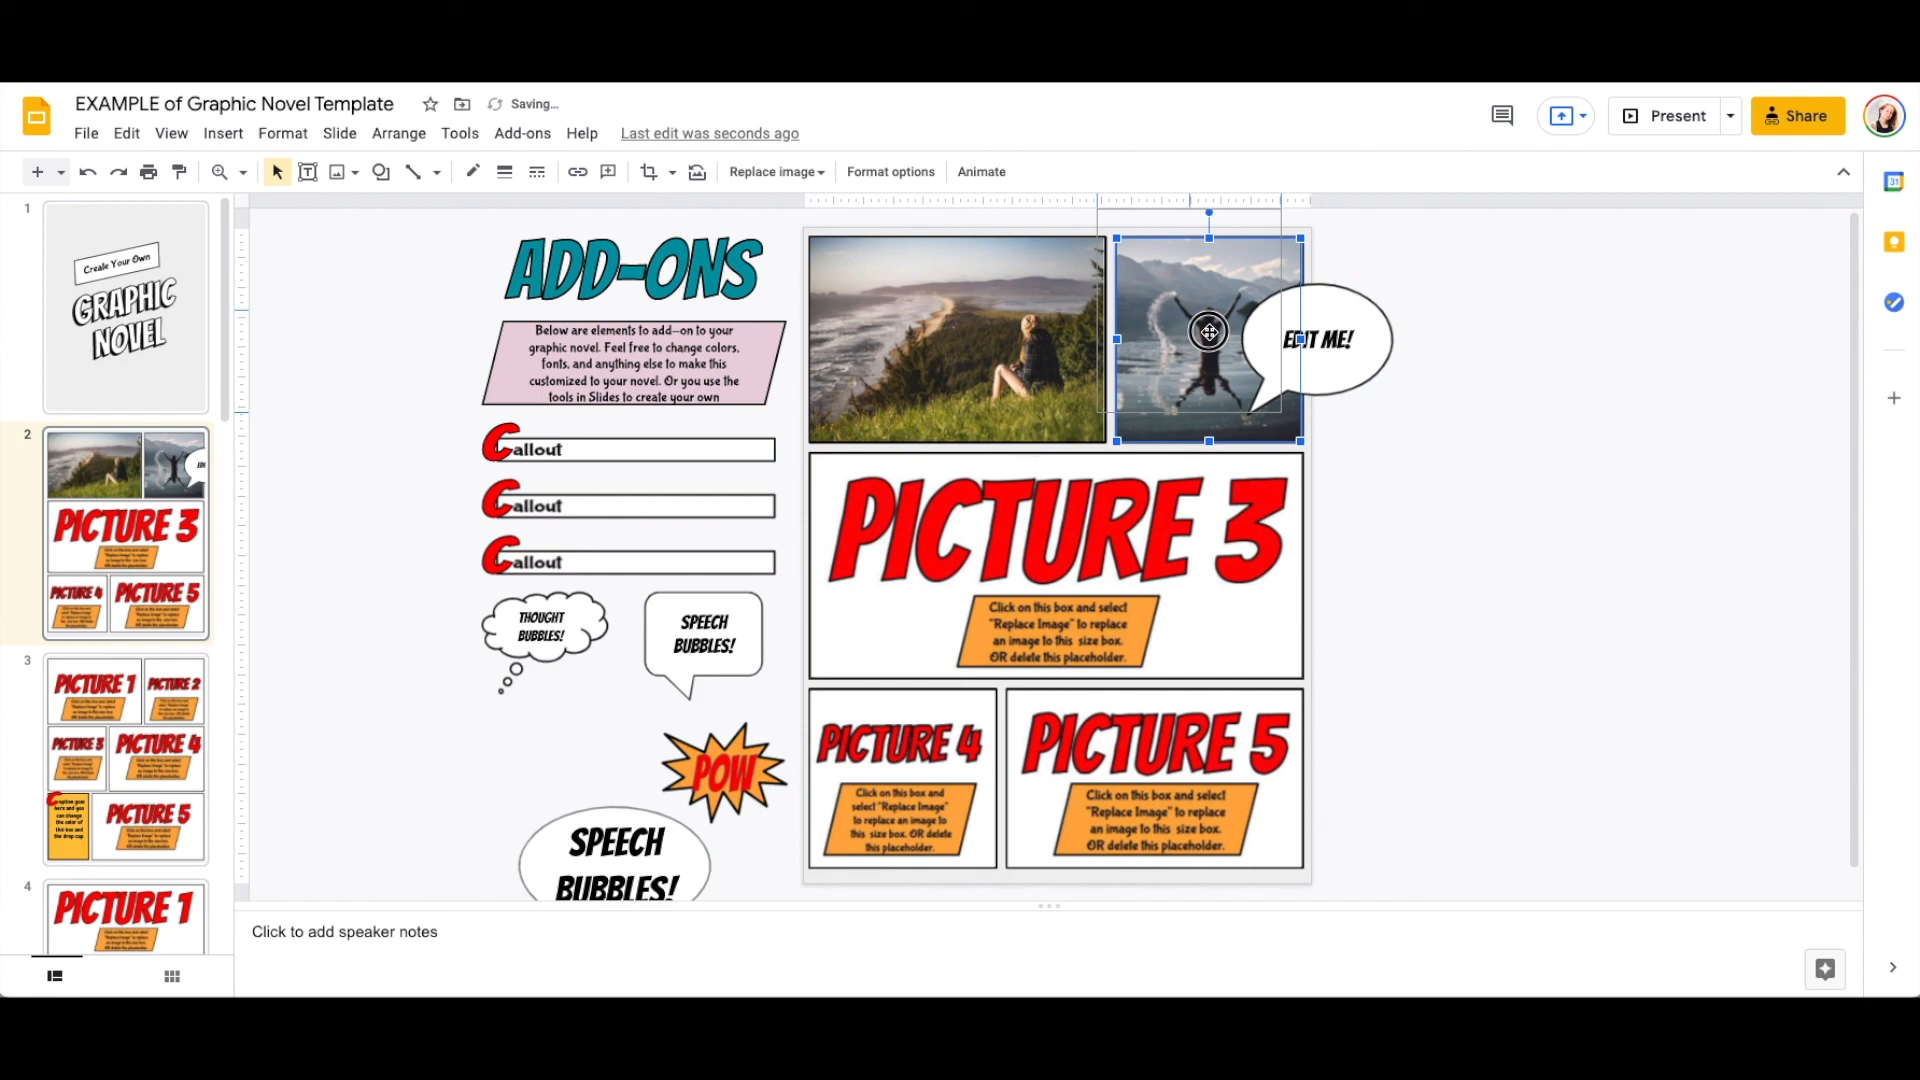 EXAMPLE of Graphic Novel Template
Saving...
File Edit View Insert Format Slide Arrange Tools Add-ons Help Last edit was seconds ago
Present
Share
Replace image
Format options
Animate
31
1
Create Your Own
GRAPHIC
NOVEL
2
PICTURE 3
PICTURE 4
PICTURE 5
3
PICTURE 1
PICTURE 2
PICTURE 3
PICTURE 4
PICTURE 5
4
PICTURE 1
ADD-ONS
Below are elements to add-on to your
graphic novel. Feel free to change colors,
fonts, and anything else to make this
customized to your novel. Or you use the
tools in Slides to create your own
Callout
Callout
Callout
THOUGHT
BUBBLES!
SPEECH
BUBBLES!
POW
SPEECH
BUBBLES!
EDIT ME!
PICTURE 3
Click on this box and select
"Replace Image" to replace
an image to this size box.
OR delete this placeholder.
PICTURE 4
Click on this box and
select "Replace Image"
to replace an image to
this size box. OR delete
this placeholder.
PICTURE 5
Click on this box and select
"Replace Image" to replace
an image to this size box.
OR delete this placeholder.
Click to add speaker notes